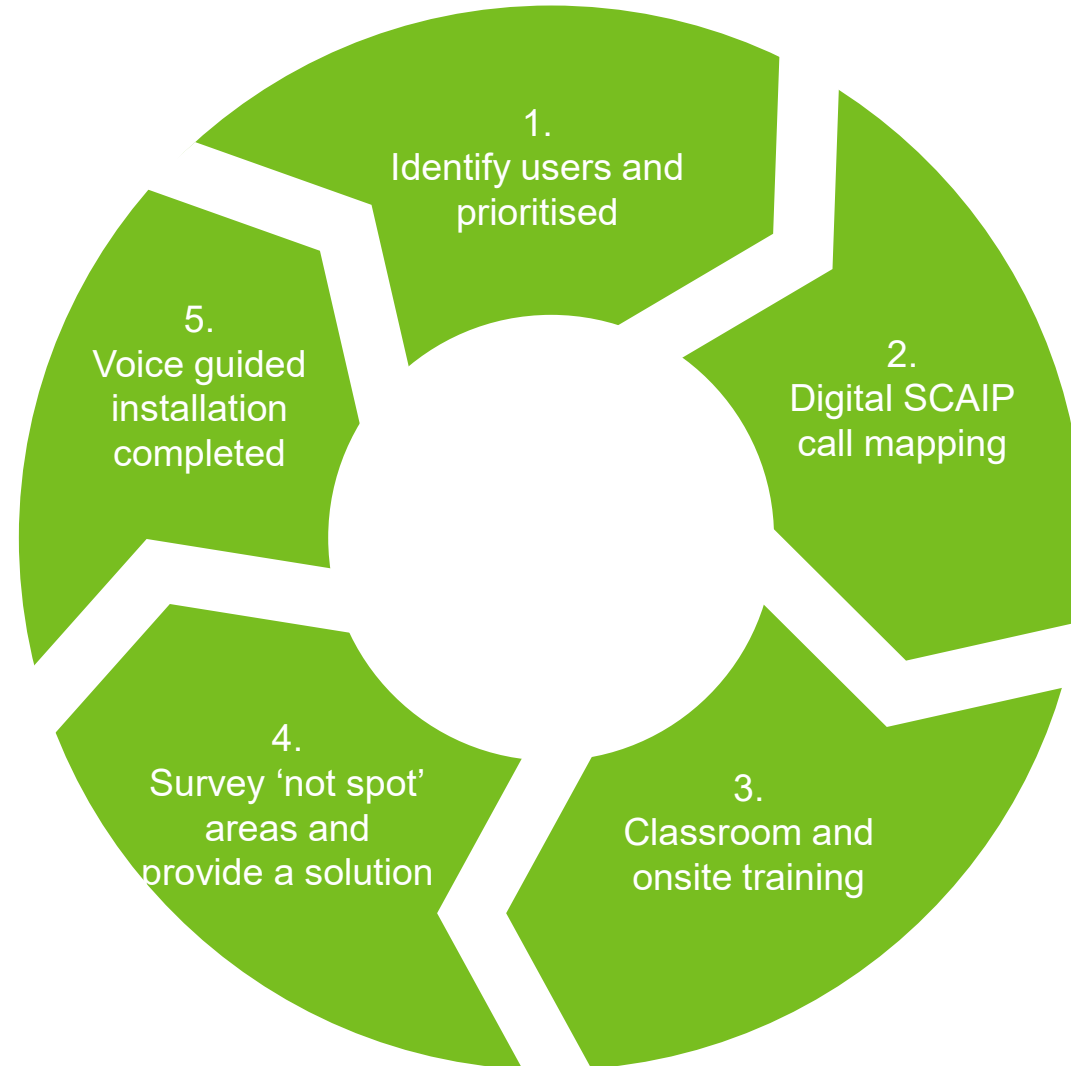 1.
Identify users and
prioritised
2.
Digital SCAIP
call mapping
3.
Classroom and
onsite training
4.
Survey ‘not spot’
areas and
provide a solution
5.
Voice guided
installation
completed